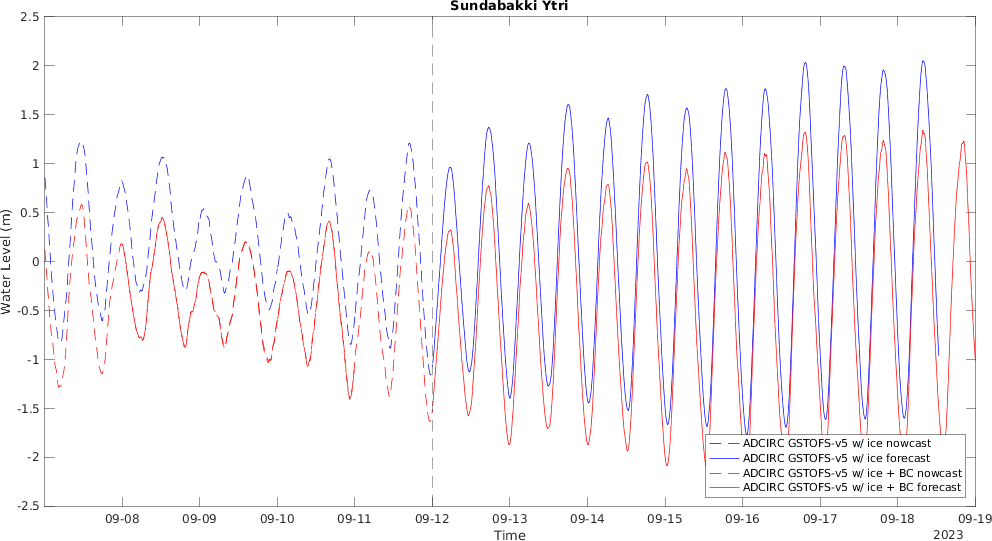 Sundabakki Ytri
2.5
2
1.5
1
0.5
0
-0.5
-1
-1.5
-2
-2.5
Water Level (m)
ADCIRC GSTOFS-v5 w/ ice nowcast
ADCIRC GSTOFS-v5 w/ ice forecast
ADCIRC GSTOFS-v5 w/ ice + BC nowcast
ADCIRC GSTOFS-v5 w/ ice + BC forecast
09-08 09-09 09-10 09-11 09-12 09-13 09-14 09-15 09-16 09-17 09-18 09-19
Time
2023